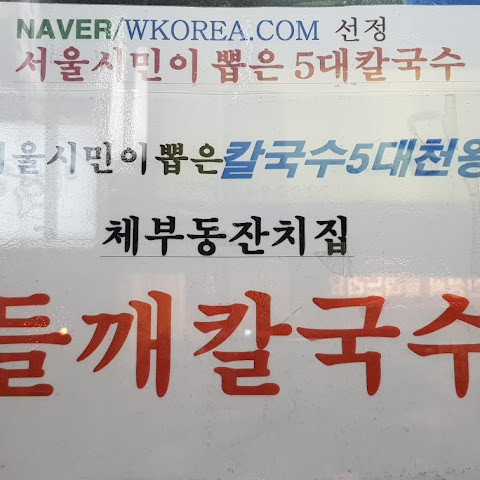 NAVER/WKOREA.COM 선정
서울시민이 뽑은 5대칼국수
서울시민이뽑은칼국수5대천왕
체부동잔치집
들깨칼국수